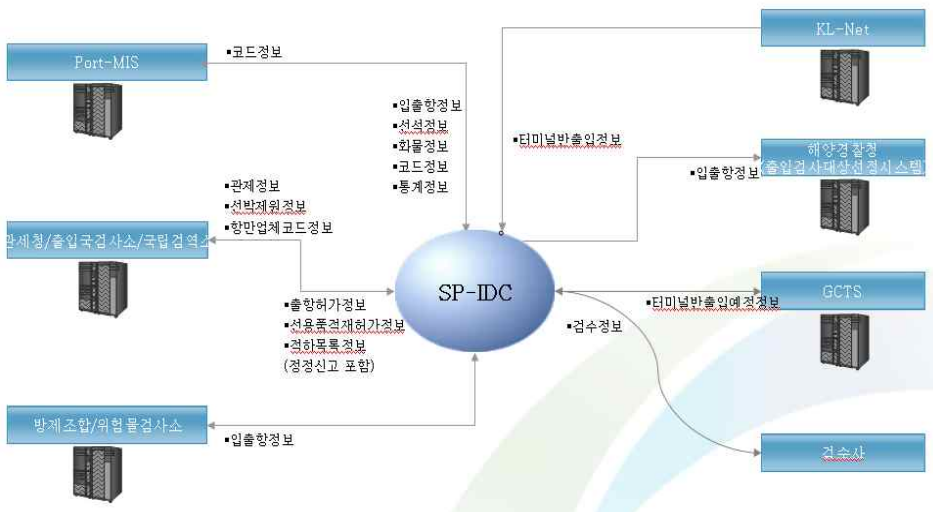 Port-MIS
▪코드정보
▪입출항정보
▪선석정보
▪화물정보
▪코드정보
▪통계정보
KL-Net
▪터미널반출입정보
해양경찰청
(출입검사대상선정시스템)
▪입출항정보
▪관제정보
▪선박제원정보
▪항만업체코드정보
관세청/출입국검사소/국립검역소
SP-IDC
▪출항허가정보
▪선용품적재허가정보
▪적하목록정보
(정정신고 포함)
▪터미널반출입예정정보
GCTS
▪검수정보
방제조합/위험물검사소
▪입출항정보
검수사